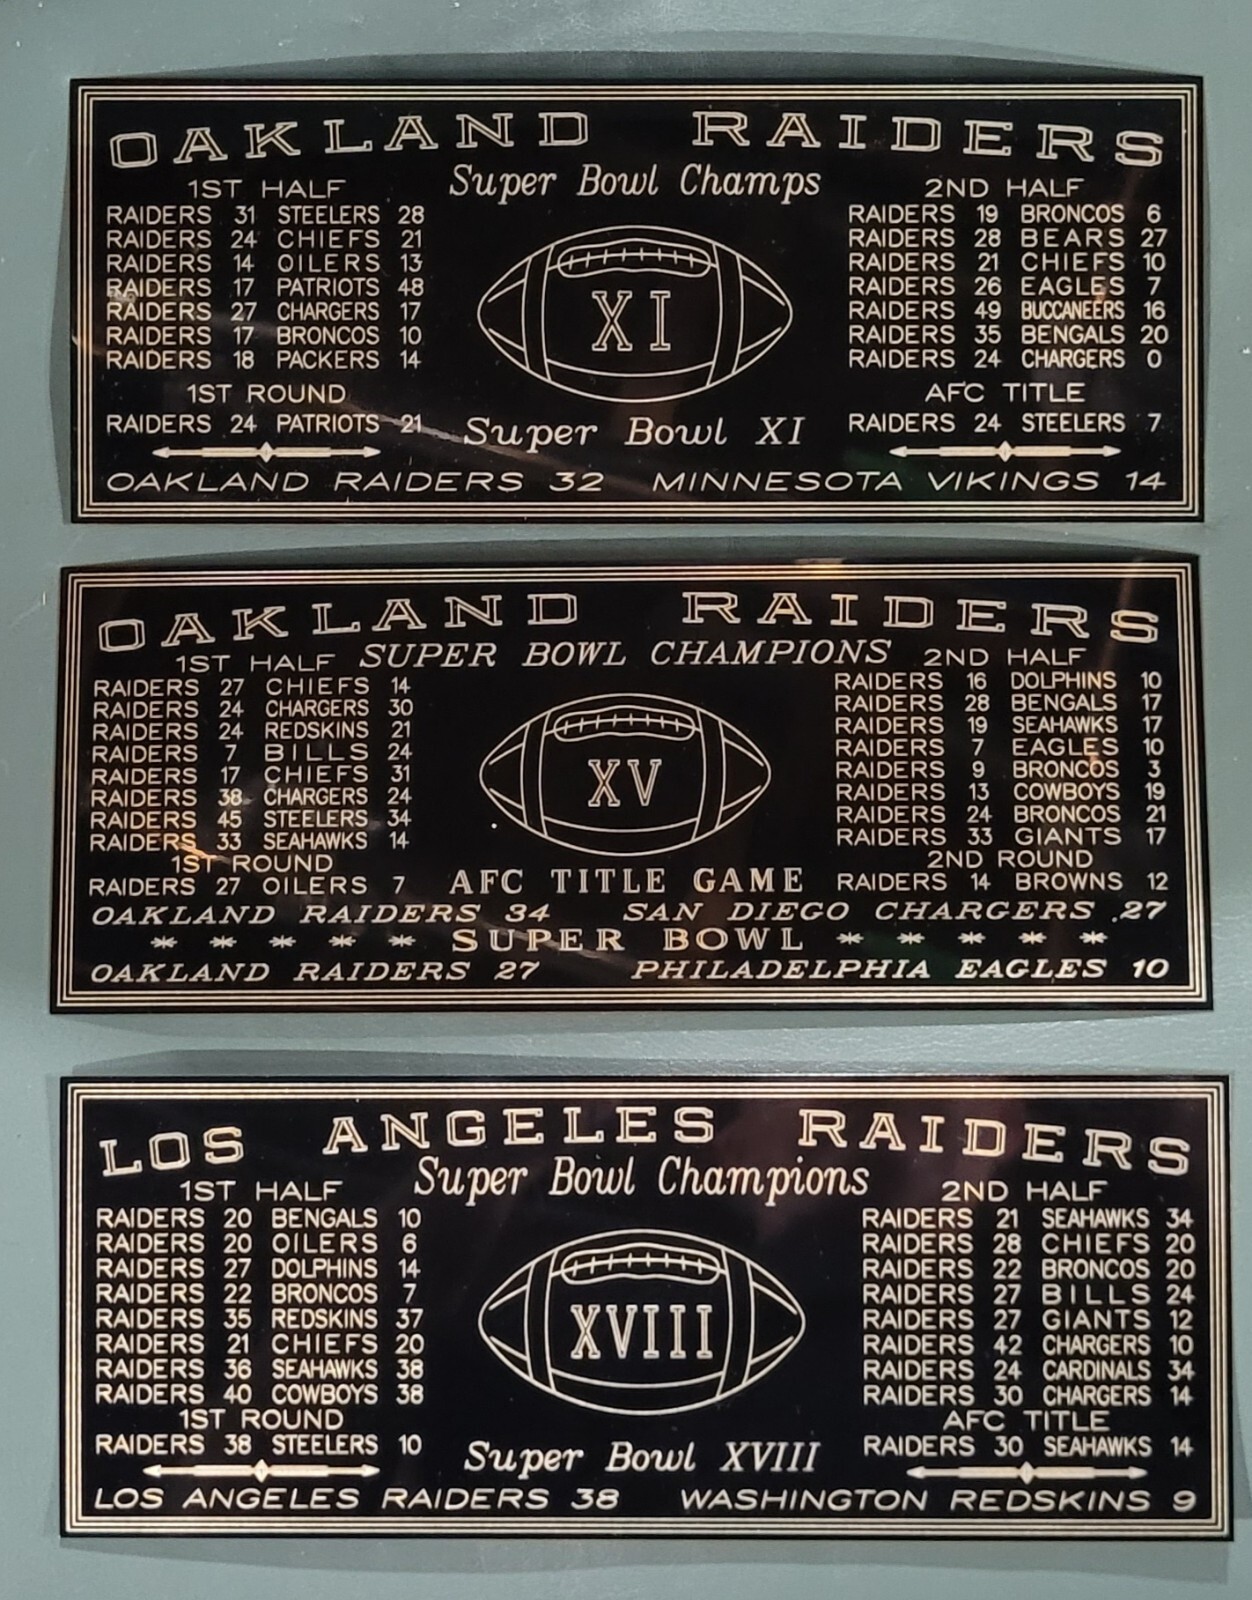 OAKLAND RAIDERS
Super Bowl Champs
1ST HALF
RAIDERS 31 STEELERS 28
RAIDERS 24 CHIEFS 21
RAIDERS 14 OILERS 13
RAIDERS 17 PATRIOTS 48
RAIDERS 27 CHARGERS 17
RAIDERS 17 BRONCOS 10
RAIDERS 18 PACKERS 14
1ST ROUND
RAIDERS 24 PATRIOTS 21
XI
Super Bowl XI
2ND HALF
RAIDERS 19 BRONCOS 6
RAIDERS 28 BEARS 27
RAIDERS 21 CHIEFS 10
RAIDERS 26 EAGLES 7
RAIDERS 49 BUCCANEERS 16
RAIDERS 35 BENGALS 20
RAIDERS 24 CHARGERS 0
AFC TITLE
RAIDERS 24 STEELERS 7
OAKLAND RAIDERS 32 MINNESOTA VIKINGS 14
OAKLAND RAIDERS
SUPER BOWL CHAMPIONS
1ST HALF
RAIDERS 27 CHIEFS 14
RAIDERS 24 CHARGERS 30
RAIDERS 24 REDSKINS 21
RAIDERS 7 BILLS 24
RAIDERS 17 CHIEFS 31
RAIDERS 38 CHARGERS 24
RAIDERS 45 STEELERS 34
RAIDERS 33 SEAHAWKS 14
1ST ROUND
RAIDERS 27 OILERS 7
XV
2ND HALF
RAIDERS 16 DOLPHINS 10
RAIDERS 28 BENGALS 17
RAIDERS 19 SEAHAWKS 17
RAIDERS 7 EAGLES 10
RAIDERS 9 BRONCOS 3
RAIDERS 13 COWBOYS 19
RAIDERS 24 BRONCOS 21
RAIDERS 33 GIANTS 17
2ND ROUND
RAIDERS 14 BROWNS 12
AFC TITLE GAME
OAKLAND RAIDERS 34 SAN DIEGO CHARGERS 27
SUPER BOWL
OAKLAND RAIDERS 27 PHILADELPHIA EAGLES 10
LOS ANGELES RAIDERS
Super Bowl Champions
1ST HALF
RAIDERS 20 BENGALS 10
RAIDERS 20 OILERS 6
RAIDERS 27 DOLPHINS 14
RAIDERS 22 BRONCOS 7
RAIDERS 35 REDSKINS 37
RAIDERS 21 CHIEFS 20
RAIDERS 36 SEAHAWKS 38
RAIDERS 40 COWBOYS 38
1ST ROUND
RAIDERS 38 STEELERS 10
XVIII
Super Bowl XVIII
2ND HALF
RAIDERS 21 SEAHAWKS 34
RAIDERS 28 CHIEFS 20
RAIDERS 22 BRONCOS 20
RAIDERS 27 BILLS 24
RAIDERS 27 GIANTS 12
RAIDERS 42 CHARGERS 10
RAIDERS 24 CARDINALS 34
RAIDERS 30 CHARGERS 14
AFC TITLE
RAIDERS 30 SEAHAWKS 14
LOS ANGELES RAIDERS 38 WASHINGTON REDSKINS 9